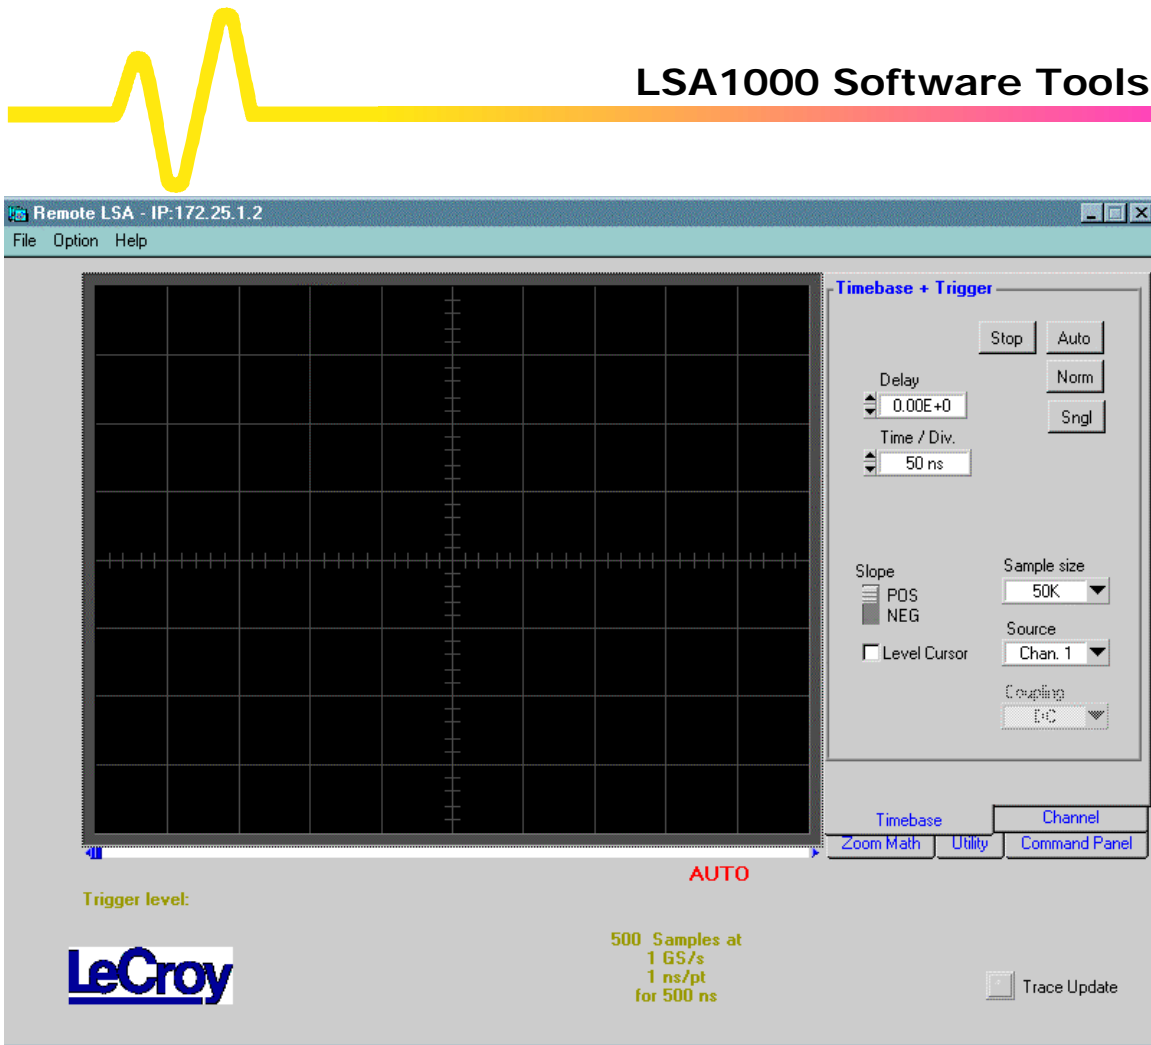 LSA1000 Software Tools
Remote LSA - IP:172.25.1.2
File Option Help
Timebase + Trigger
Stop
Auto
Delay
Norm
0.00E+0
Sngl
Time / Div.
50 ns
Slope
POS
NEG
Sample size
50K
Source
Level Cursor
Chan. 1
Coupling
DC
Timebase
Channel
Zoom Math
Utility
Command Panel
AUTO
Trigger level:
500 Samples at
1 GS/s
1 ns/pt
for 500 ns
LeCroy
Trace Update